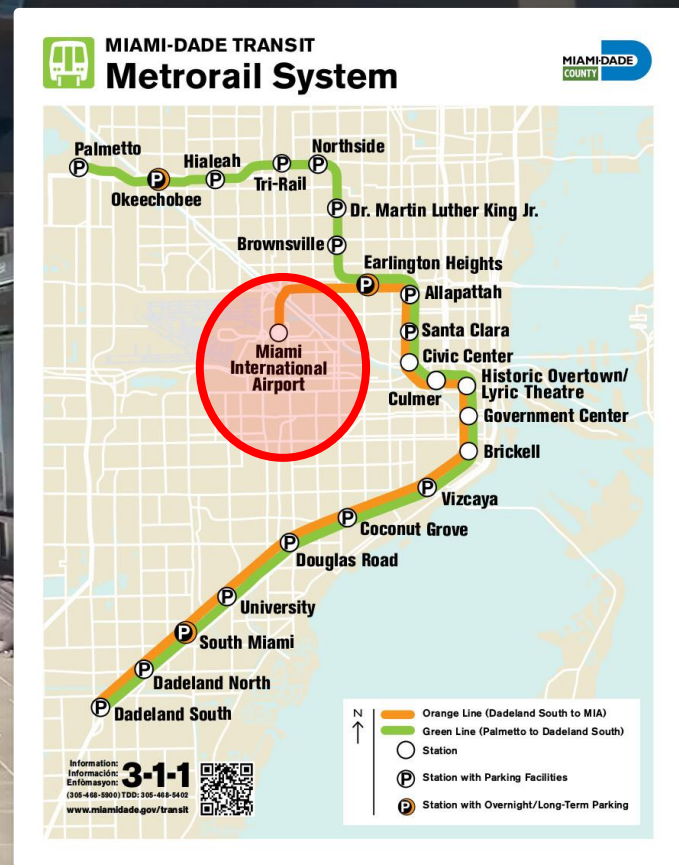 MIAMI-DADE TRANSIT
Metrorail System
MIAMI-DADE
COUNTY
Palmetto
Okeechobee
Hialeah
Tri-Rail
Northside
Dr. Martin Luther King Jr.
Brownsville
Earlington Heights
Allapattah
Santa Clara
Civic Center
Culmer
Miami
International
Airport
Historic Overtown/
Lyric Theatre
Government Center
Brickell
Vizcaya
Coconut Grove
Douglas Road
University
South Miami
Dadeland North
Dadeland South
N
Orange Line (Dadeland South to MIA)
Green Line (Palmetto to Dadeland South)
Station
P Station with Parking Facilities
P Station with Overnight/Long-Term Parking
Information:
Información:
Enfòmasyon:
3-1-1
(305-468-5900) TDD: 305-468-5402
www.miamidade.gov/transit